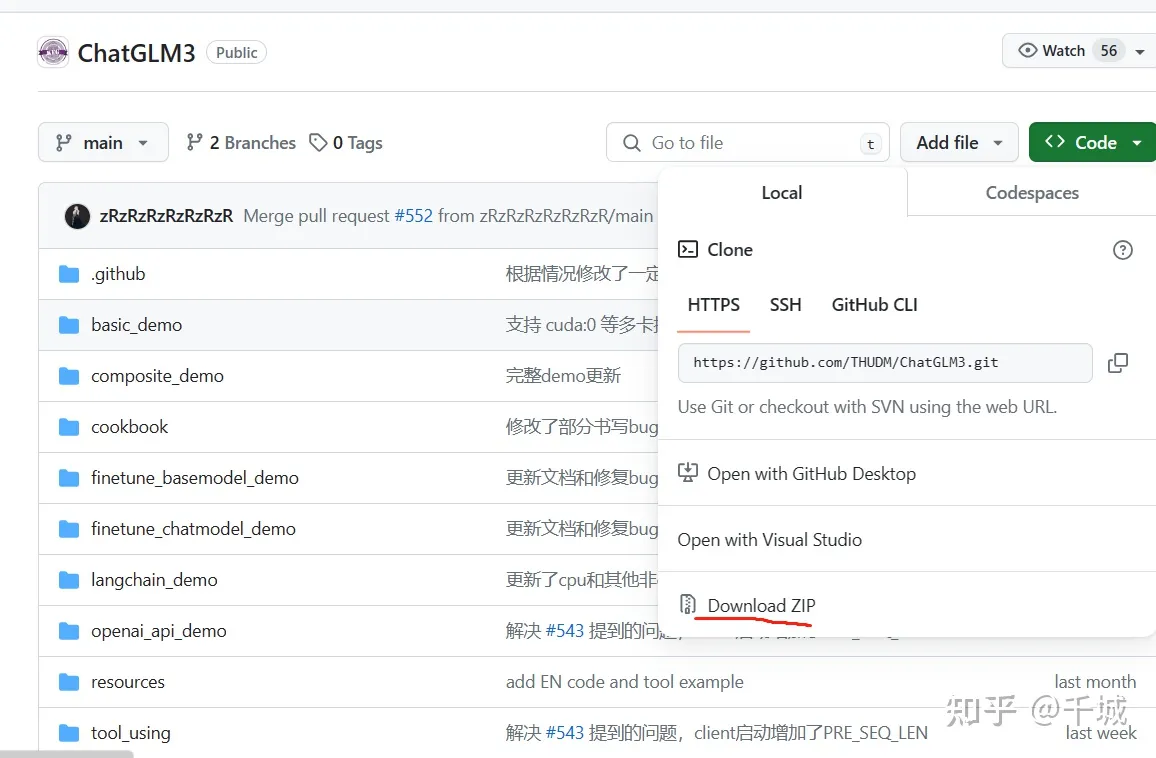 ChatGLM3 Public Watch 56
main 2 Branches 0 Tags Go to file t Add file Code
Local Codespaces
zRzRzRzRzRzRzR Merge pull request #552 from zRzRzRzRzRzRzR/main
Clone
.github 根据情况修改了一定
HTTPS SSH GitHub CLI
basic_demo 支持 cuda:0 等多卡
https://github.com/THUDM/ChatGLM3.git
composite_demo 完整demo更新
Use Git or checkout with SVN using the web URL.
cookbook 修改了部分书写bug
Open with GitHub Desktop
finetune_basemodel_demo 更新文档和修复bug
finetune_chatmodel_demo 更新文档和修复bug
Open with Visual Studio
langchain_demo 更新了cpu和其他非
Download ZIP
openai_api_demo 解决 #543 提到的问题
resources add EN code and tool example last month
知乎 @千城
tool_using 解决 #543 提到的问题，client启动增加了PRE_SEQ_LEN last week